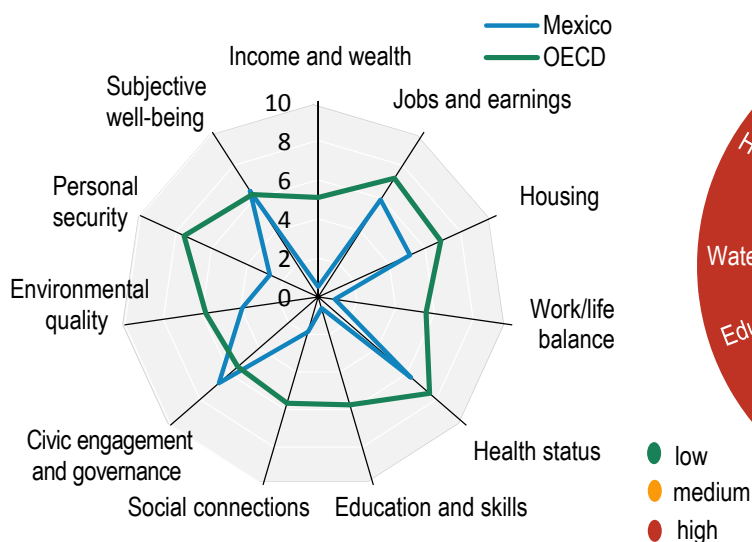 Mexico
OECD
Income and wealth
Subjective
well-being
Jobs and earnings
10
8
6
4
2
0
Personal
security
Housing
Environmental
quality
Work/life
balance
Civic engagement
and governance
Health status
Social connections
Education and skills
low
medium
high